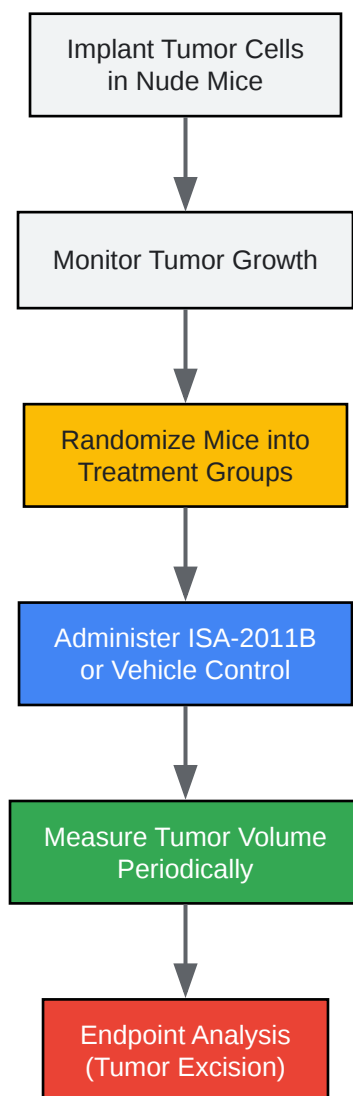 Implant Tumor Cells
in Nude Mice
Monitor Tumor Growth
Randomize Mice into
Treatment Groups
Administer ISA-2011B
or Vehicle Control
Measure Tumor Volume
Periodically
Endpoint Analysis
(Tumor Excision)